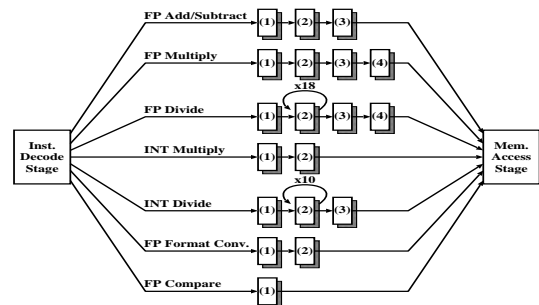 FP Add/Subtract
(1) (2) (3)
FP Multiply
(1) (2) (3) (4)
x18
FP Divide
(1) (2) (3) (4)
Inst.
Decode
Stage
INT Multiply
(1) (2)
Mem.
Access
Stage
x10
INT Divide
(1) (2) (3)
FP Format Conv.
(1) (2)
FP Compare
(1)